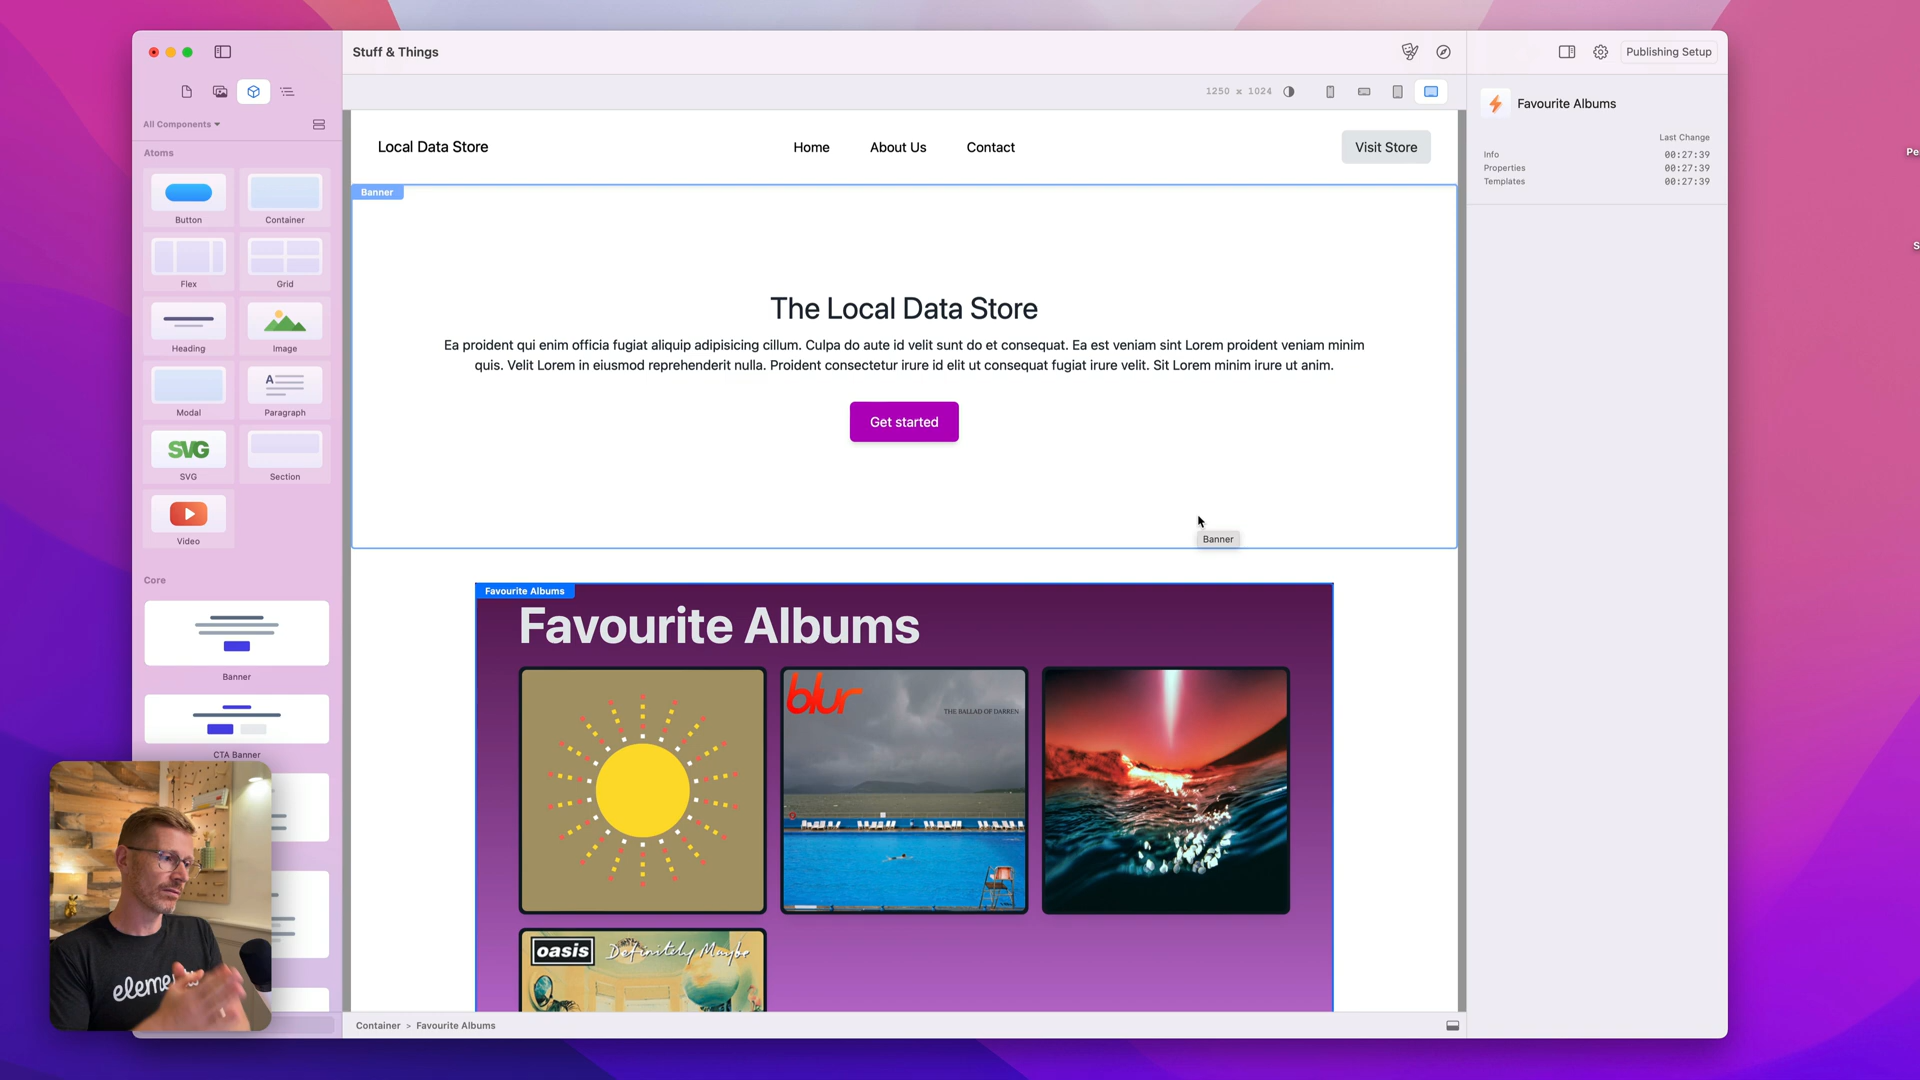 Stuff & Things
Publishing Setup
1250 x 1024
All Components
Atoms
Button
Container
Flex
Grid
Heading
Image
Modal
A
Paragraph
SVG
SVG
Section
Video
Core
Banner
CTA Banner
Local Data Store
Home
About Us
Contact
Visit Store
Banner
The Local Data Store
Ea proident qui enim officia fugiat aliquip adipisicing cillum. Culpa do aute id velit sunt do et consequat. Ea est veniam sint Lorem proident veniam minim
quis. Velit Lorem in eiusmod reprehenderit nulla. Proident consectetur irure id elit ut consequat fugiat irure velit. Sit Lorem minim irure ut anim.
Get started
Banner
Favourite Albums
Favourite Albums
blur
THE BALLAD OF DARREN
oasis
Definitely Maybe
Container > Favourite Albums
Favourite Albums
Last Change
Info 00:27:39
Properties 00:27:39
Templates 00:27:39
Pe
S